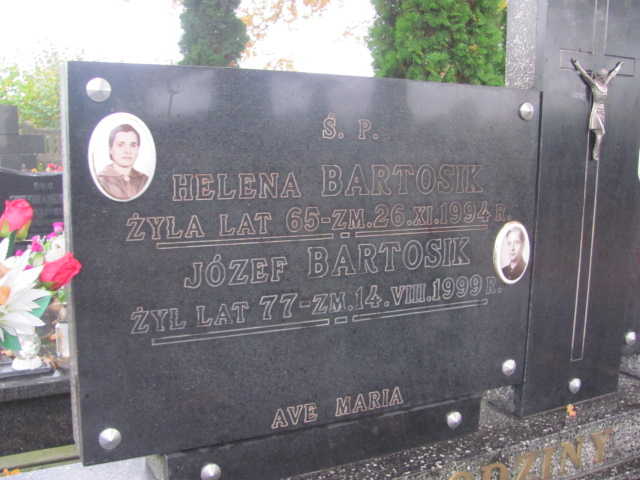 Ś. P.
HELENA BARTOSIK
ŻYŁA LAT 65-ZM. 26. XI. 1994 R.
JÓZEF BARTOSIK
ŻYŁ LAT 77-ZM. 14. VIII. 1999 R.
AVE MARIA